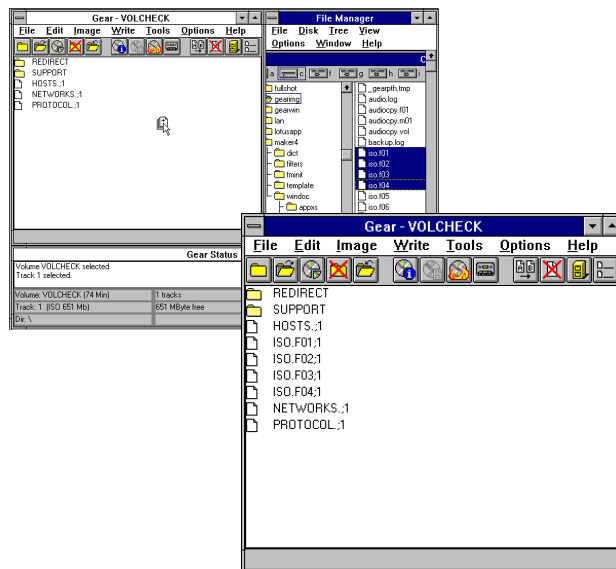 Gear - VOLCHECK
File Edit Image Write Tools Options Help
REDIRECT
SUPPORT
HOSTS.;1
NETWORKS.;1
PROTOCOL.;1
Gear Status
Volume VOLCHECK selected.
Track 1 selected.
Volume: VOLCHECK (74 Min) 1 tracks
Track: 1 (ISO 651 Mb) 651 MByte free
Dir: \
File Manager
File Disk Tree View
Options Window Help
C
a c f g h i
fullshot
gearimg
gearwin
lan
lotusapp
maker4
dict
filters
fminit
template
windoc
appxs
_gearpth.tmp
audio.log
audiocpy.f01
audiocpy.m01
audiocpy.vol
backup.log
iso.f01
iso.f02
iso.f03
iso.f04
iso.f05
iso.f06
Gear - VOLCHECK
File Edit Image Write Tools Options Help
REDIRECT
SUPPORT
HOSTS.;1
ISO.F01;1
ISO.F02;1
ISO.F03;1
ISO.F04;1
NETWORKS.;1
PROTOCOL.;1